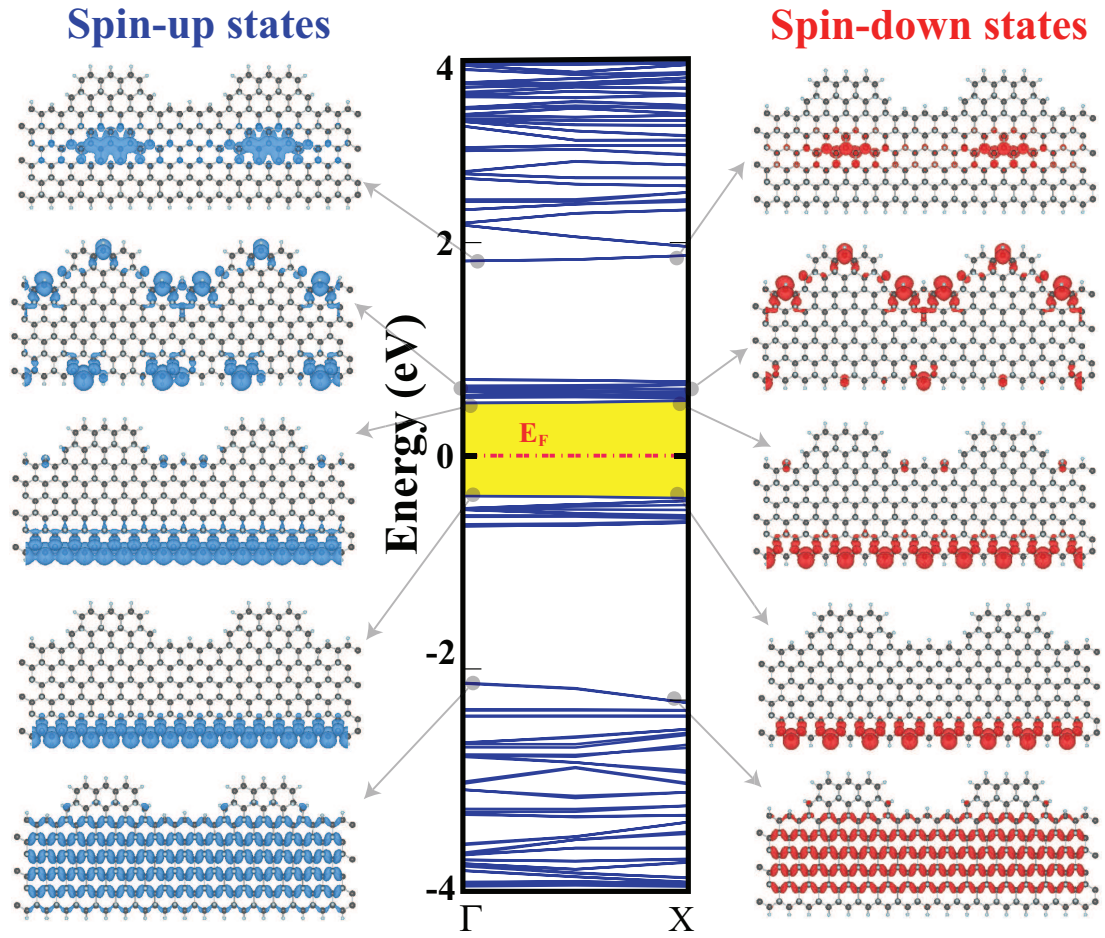 Spin-up states
Spin-down states
4
2
Energy (eV)
E_F
0
-2
-4
Γ
X